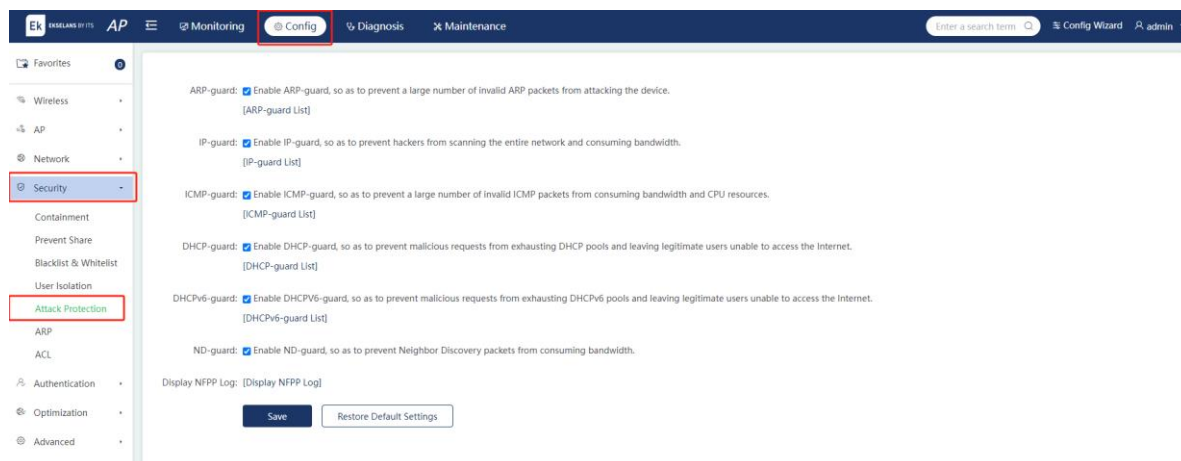 Ek EKSELANS BY ITS AP Monitoring Config Diagnosis Maintenance Enter a search term Config Wizard admin
Favorites 0
Wireless
AP
Network
Security
Containment
Prevent Share
Blacklist & Whitelist
User Isolation
Attack Protection
ARP
ACL
Authentication
Optimization
Advanced
ARP-guard: Enable ARP-guard, so as to prevent a large number of invalid ARP packets from attacking the device.
[ARP-guard List]
IP-guard: Enable IP-guard, so as to prevent hackers from scanning the entire network and consuming bandwidth.
[IP-guard List]
ICMP-guard: Enable ICMP-guard, so as to prevent a large number of invalid ICMP packets from consuming bandwidth and CPU resources.
[ICMP-guard List]
DHCP-guard: Enable DHCP-guard, so as to prevent malicious requests from exhausting DHCP pools and leaving legitimate users unable to access the Internet.
[DHCP-guard List]
DHCPv6-guard: Enable DHCPV6-guard, so as to prevent malicious requests from exhausting DHCPv6 pools and leaving legitimate users unable to access the Internet.
[DHCPv6-guard List]
ND-guard: Enable ND-guard, so as to prevent Neighbor Discovery packets from consuming bandwidth.
Display NFPP Log: [Display NFPP Log]
Save Restore Default Settings